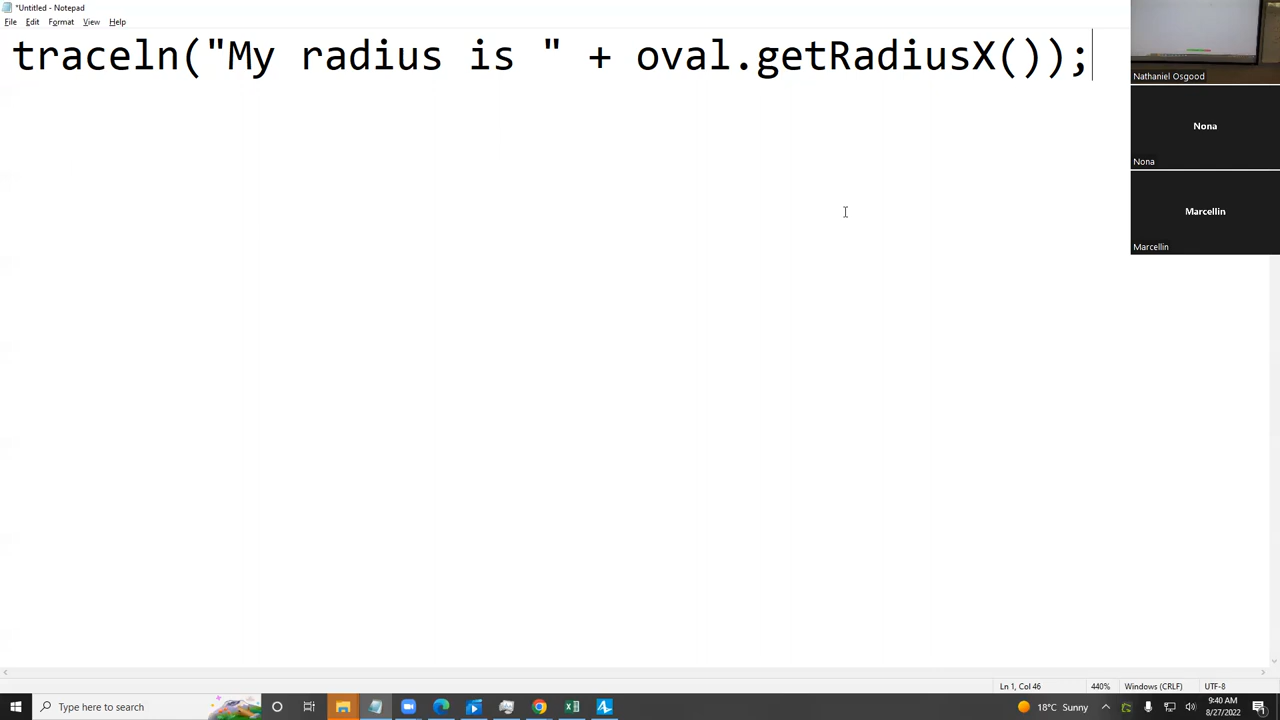 *Untitled - Notepad
File Edit Format View Help
traceln("My radius is " + oval.getRadiusX());
Nathaniel Osgood
Nona
Nona
Marcellin
Marcellin
Ln 1, Col 46 440% Windows (CRLF) UTF-8
Type here to search
18°C Sunny
9:40 AM
8/27/2022